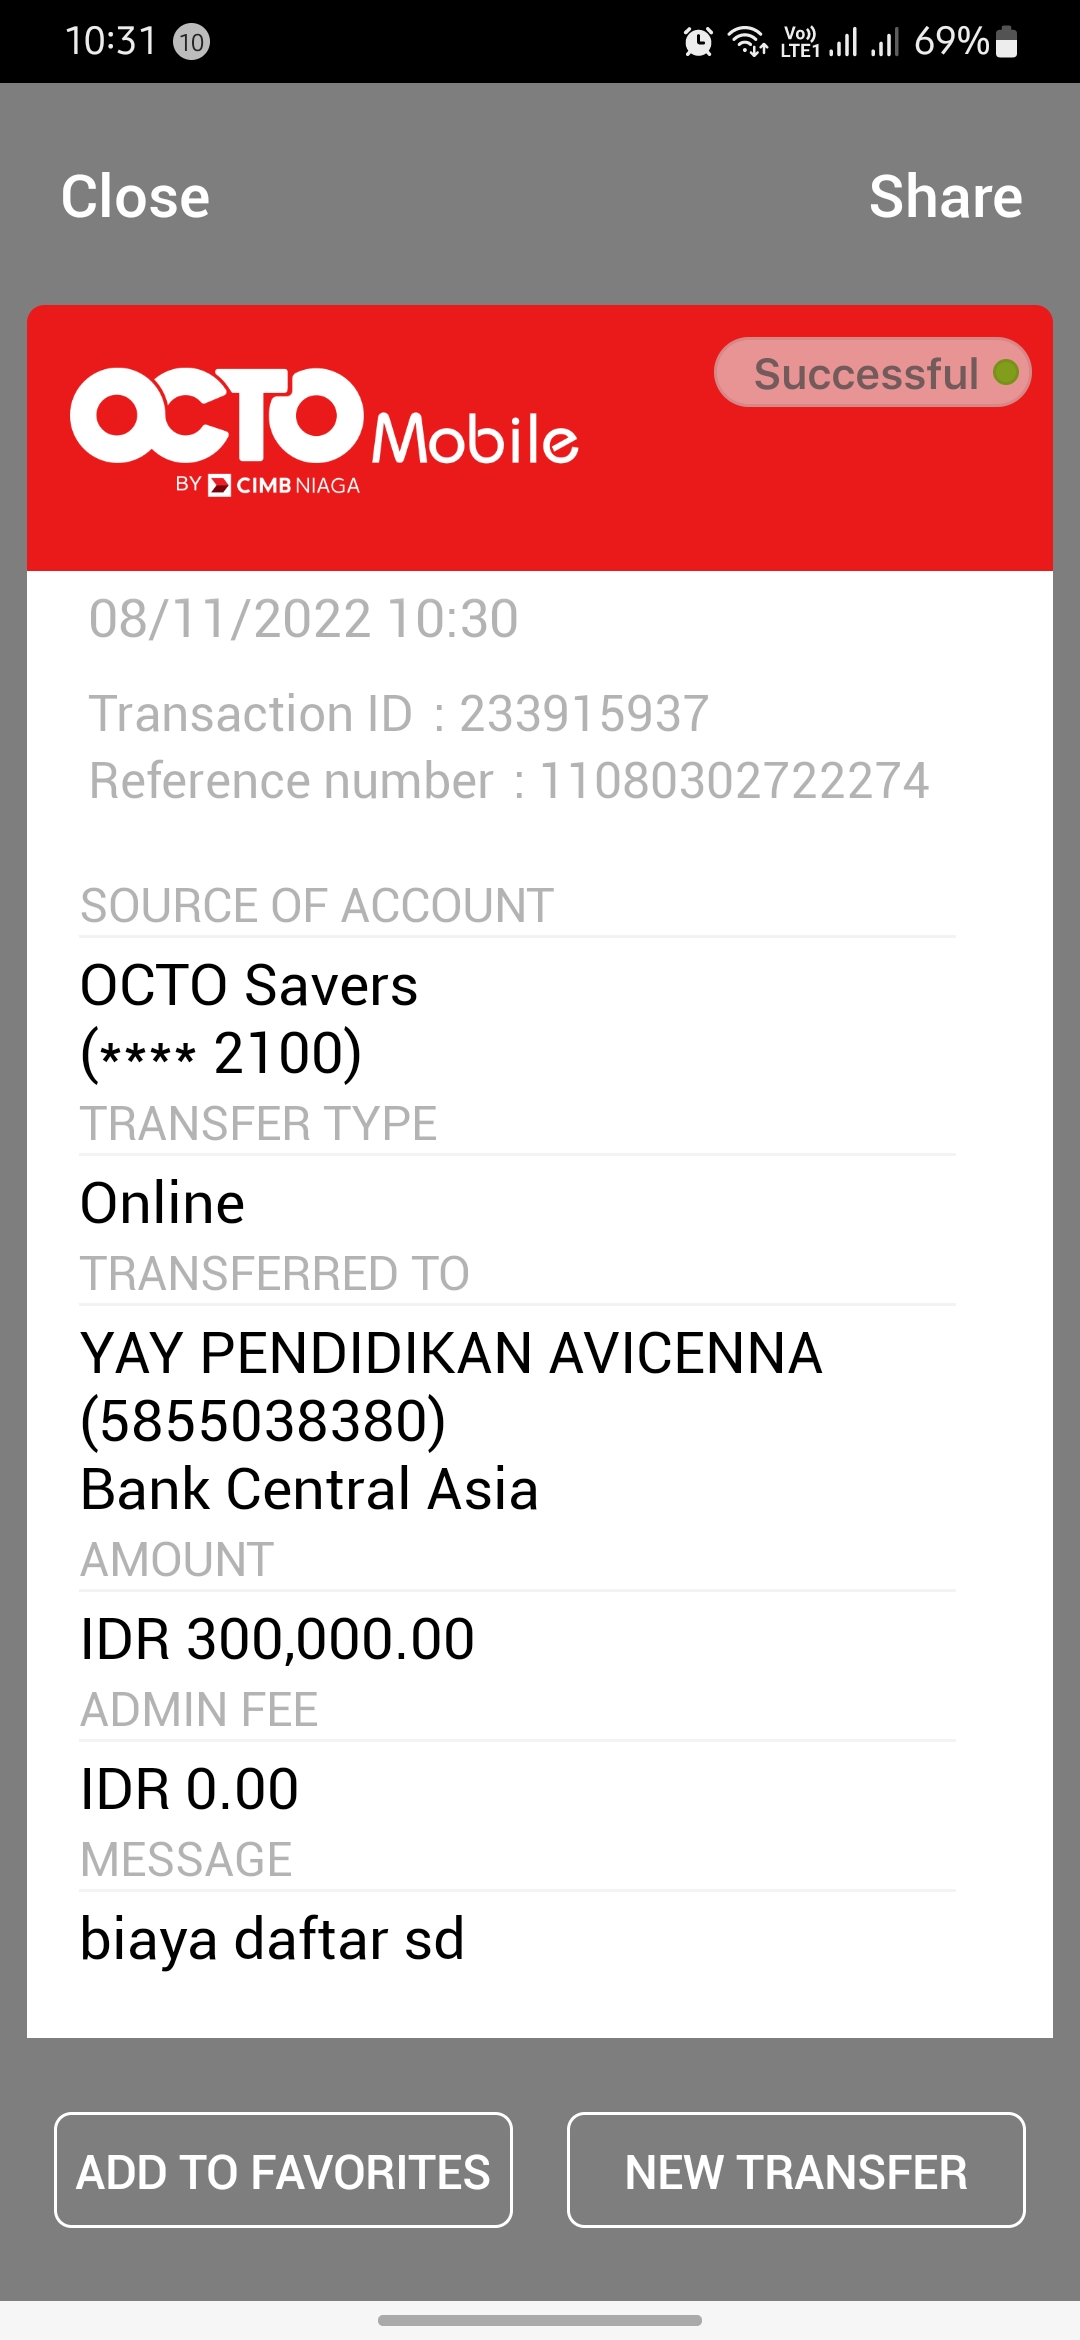 10:31 10 Vo)) LTE1 69%
Close Share
Successful
OCTO Mobile
BY CIMB NIAGA
08/11/2022 10:30
Transaction ID : 233915937
Reference number : 11080302722274
SOURCE OF ACCOUNT
OCTO Savers
(**** 2100)
TRANSFER TYPE
Online
TRANSFERRED TO
YAY PENDIDIKAN AVICENNA
(5855038380)
Bank Central Asia
AMOUNT
IDR 300,000.00
ADMIN FEE
IDR 0.00
MESSAGE
biaya daftar sd
ADD TO FAVORITES NEW TRANSFER